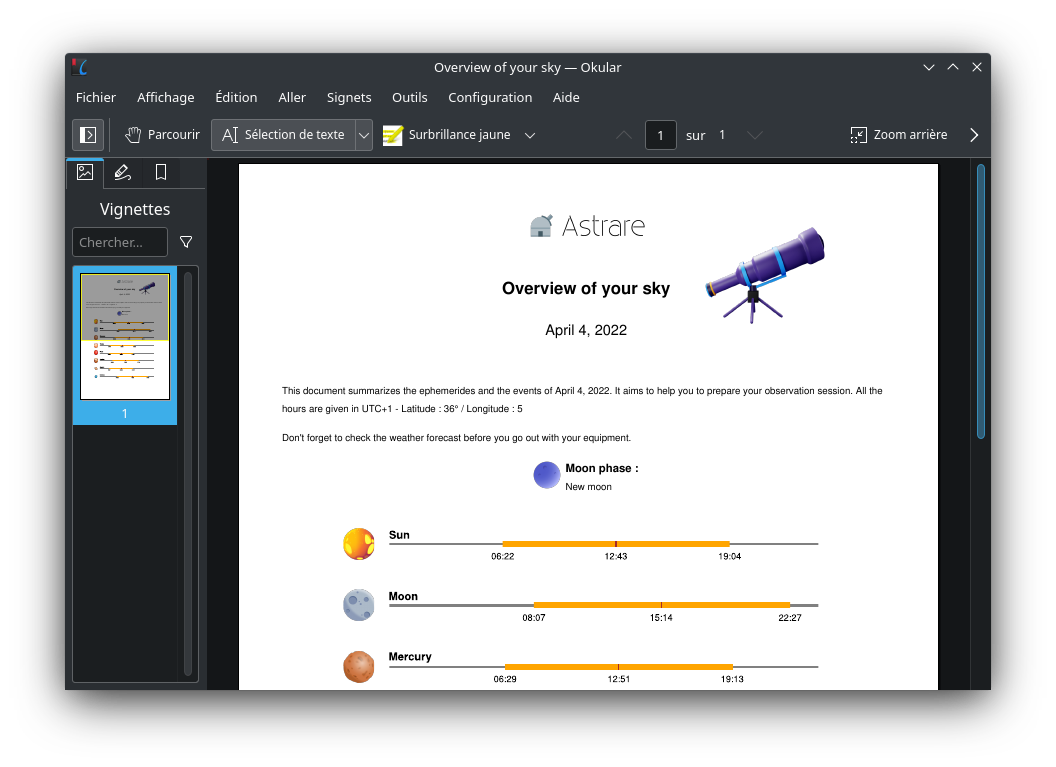 Overview of your sky — Okular
Fichier Affichage Édition Aller Signets Outils Configuration Aide
Parcourir Sélection de texte Surbrillance jaune 1 sur 1 Zoom arrière
Vignettes
Chercher...
1
Astrare
Overview of your sky
April 4, 2022
This document summarizes the ephemerides and the events of April 4, 2022. It aims to help you to prepare your observation session. All the
hours are given in UTC+1 - Latitude : 36° / Longitude : 5
Don't forget to check the weather forecast before you go out with your equipment.
Moon phase :
New moon
Sun
06:22 12:43 19:04
Moon
08:07 15:14 22:27
Mercury
06:29 12:51 19:13